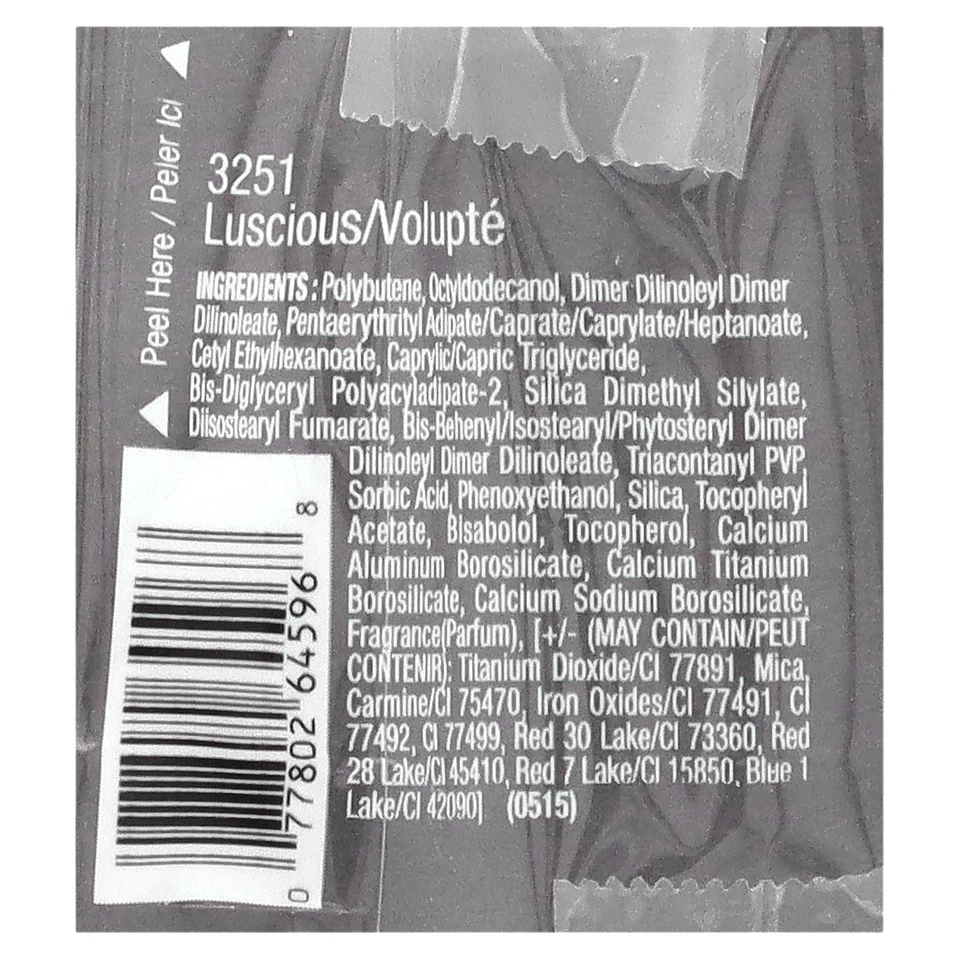 Peel Here / Peler Ici
3251
Luscious/Volupté
INGREDIENTS : Polybutene, Octyldodecanol, Dimer Dilinoleyl Dimer
Dilinoleate, Pentaerythrityl Adipate/Caprate/Caprylate/Heptanoate,
Cetyl Ethylhexanoate, Caprylic/Capric Triglyceride,
Bis-Diglyceryl Polyacyladipate-2, Silica Dimethyl Silylate,
Diisostearyl Fumarate, Bis-Behenyl/Isostearyl/Phytosteryl Dimer
Dilinoleyl Dimer Dilinoleate, Triacontanyl PVP,
Sorbic Acid, Phenoxyethanol, Silica, Tocopheryl
Acetate, Bisabolol, Tocopherol, Calcium
Aluminum Borosilicate, Calcium Titanium
Borosilicate, Calcium Sodium Borosilicate,
Fragrance(Parfum), [+/- (MAY CONTAIN/PEUT
CONTENIR): Titanium Dioxide/CI 77891, Mica,
Carmine/CI 75470, Iron Oxides/CI 77491, CI
77492, CI 77499, Red 30 Lake/CI 73360, Red
28 Lake/CI 45410, Red 7 Lake/CI 15850, Blue 1
Lake/CI 42090] (0515)
0 77802 64596 8